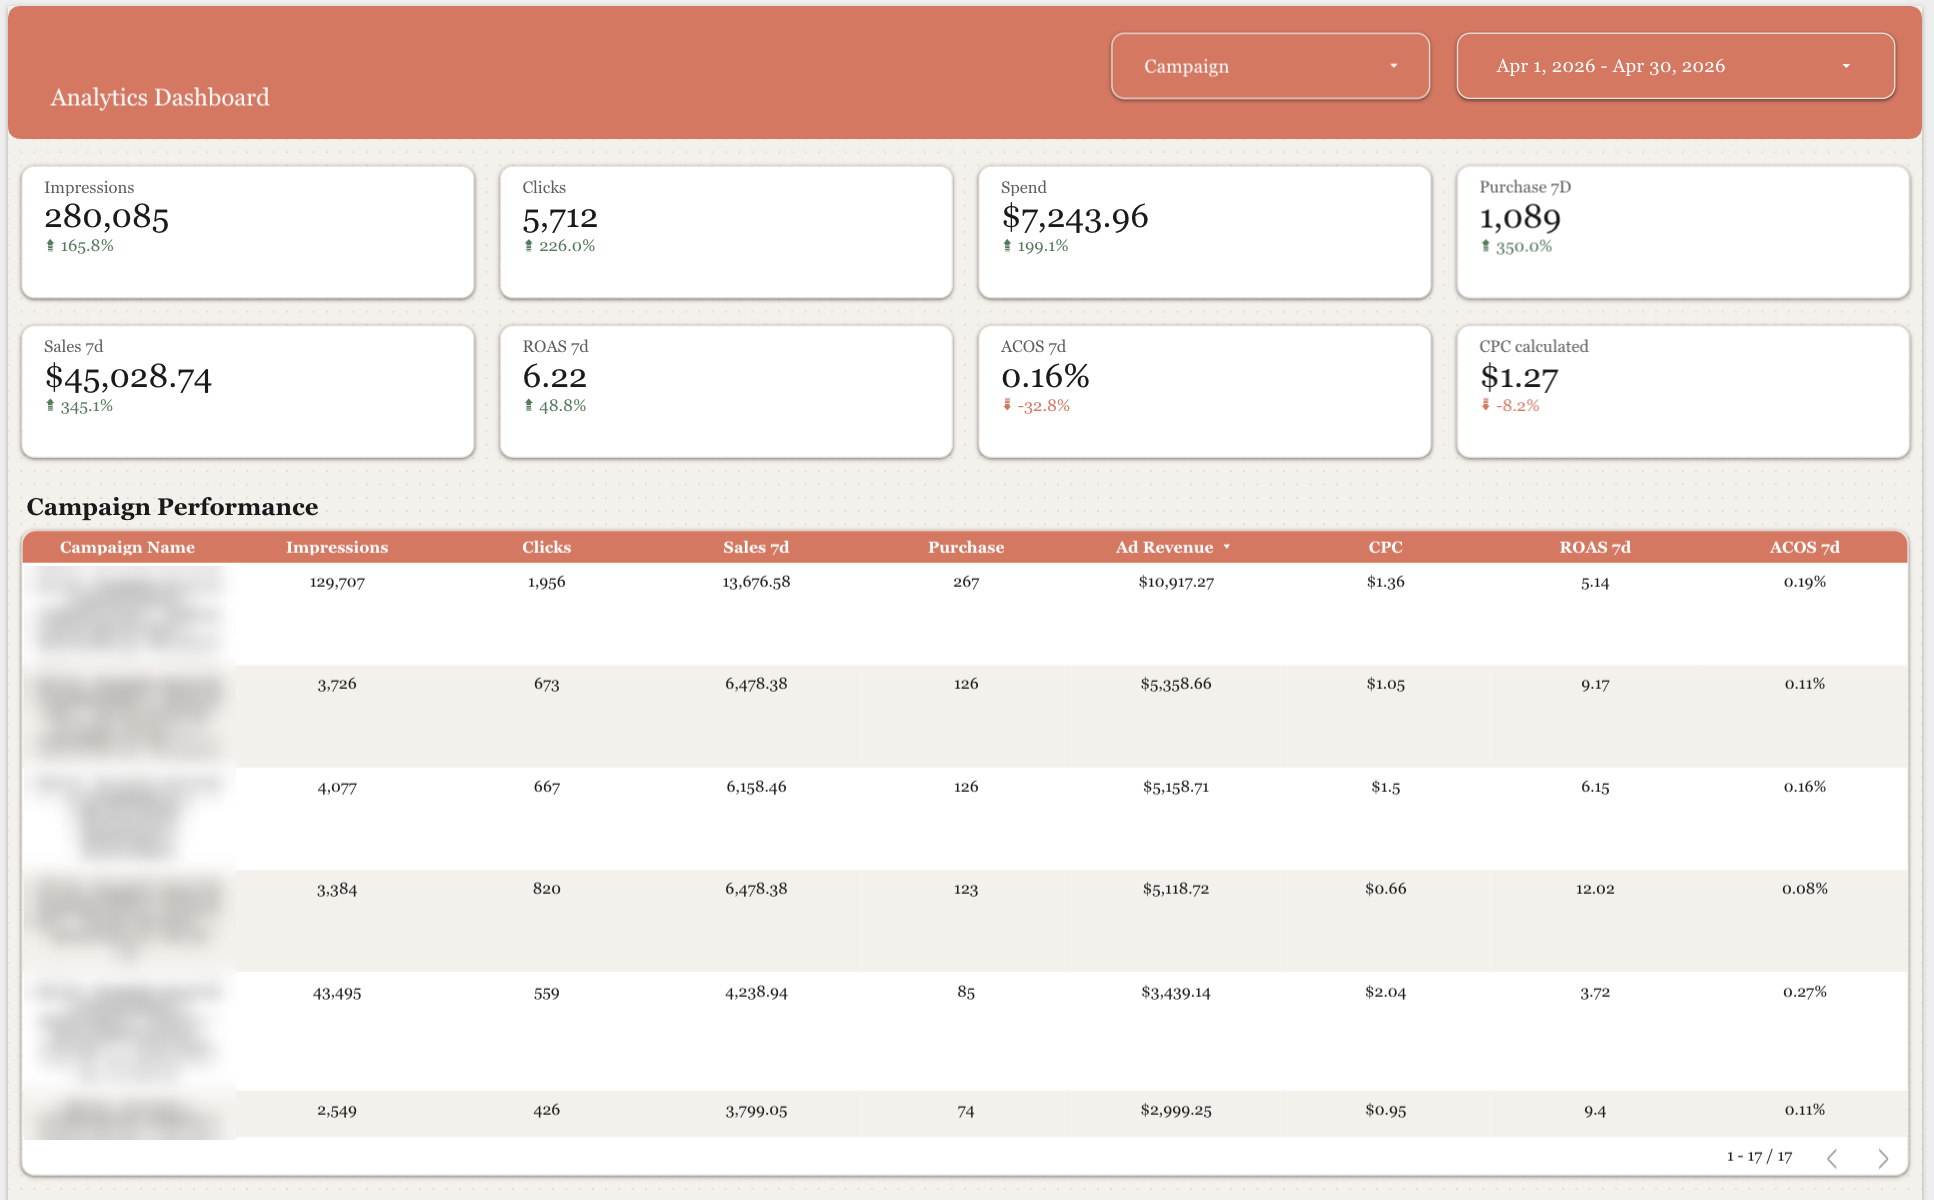 Campaign
Apr 1, 2026 - Apr 30, 2026
Analytics Dashboard
Impressions
280,085
165.8%
Clicks
5,712
226.0%
Spend
$7,243.96
199.1%
Purchase 7D
1,089
350.0%
Sales 7d
$45,028.74
345.1%
ROAS 7d
6.22
48.8%
ACOS 7d
0.16%
-32.8%
CPC calculated
$1.27
-8.2%
Campaign Performance
Campaign Name Impressions Clicks Sales 7d Purchase Ad Revenue CPC ROAS 7d ACOS 7d
129,707 1,956 13,676.58 267 $10,917.27 $1.36 5.14 0.19%
3,726 673 6,478.38 126 $5,358.66 $1.05 9.17 0.11%
4,077 667 6,158.46 126 $5,158.71 $1.5 6.15 0.16%
3,384 820 6,478.38 123 $5,118.72 $0.66 12.02 0.08%
43,495 559 4,238.94 85 $3,439.14 $2.04 3.72 0.27%
2,549 426 3,799.05 74 $2,999.25 $0.95 9.4 0.11%
1 - 17 / 17